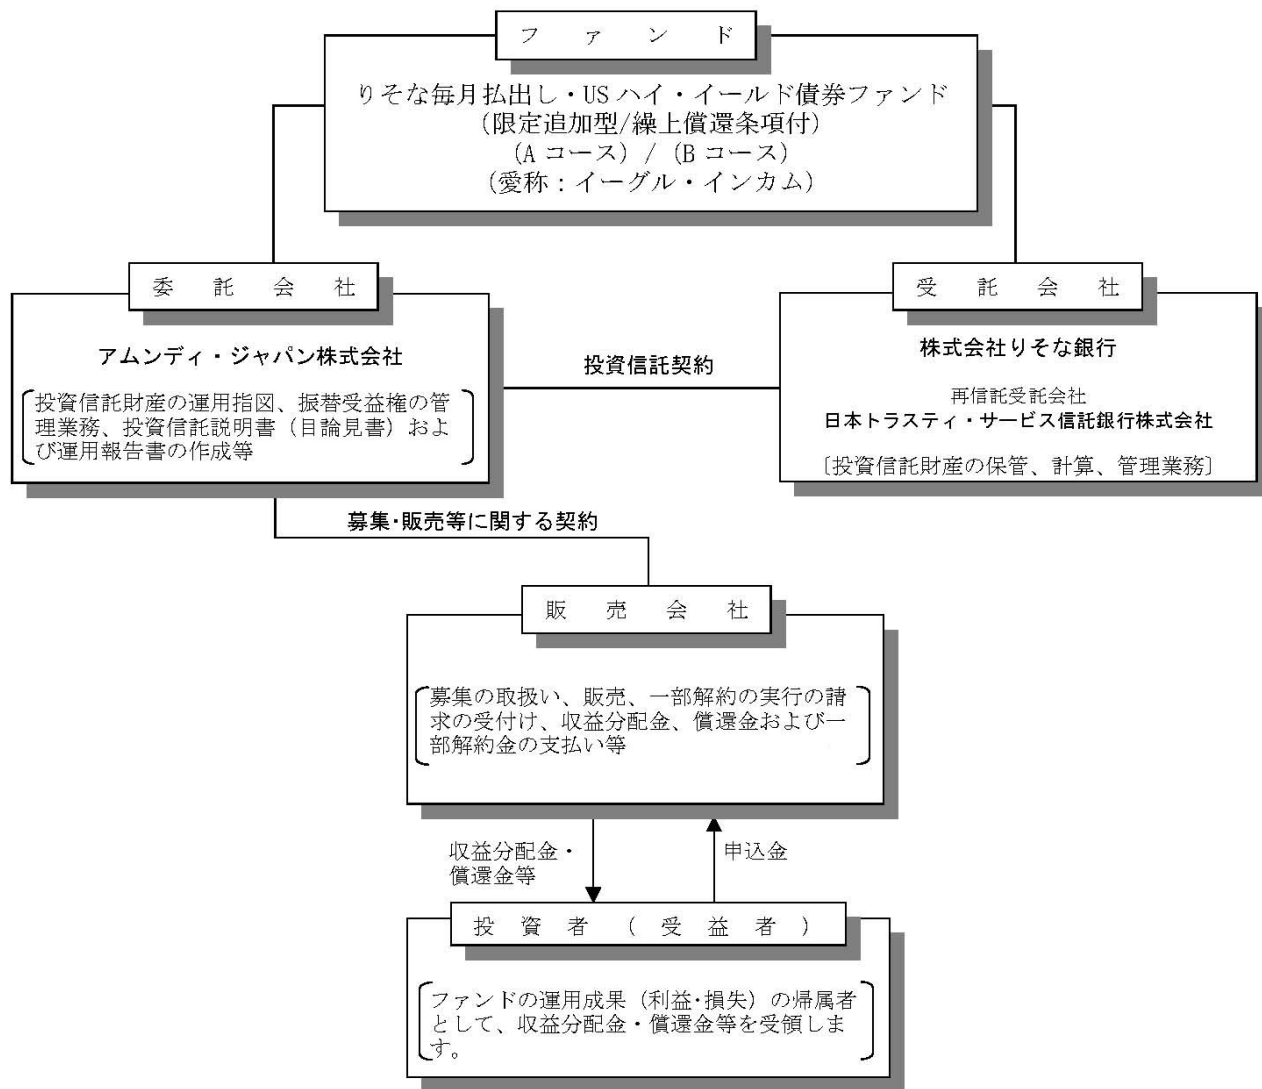 ファンド
りそな毎月払出し・USハイ・イールド債券ファンド
(限定追加型/繰上償還条項付)
(Aコース)/(Bコース)
(愛称:イーグル・インカム)
委託会社
アムンディ・ジャパン株式会社
投資信託財産の運用指図、振替受益権の管
理業務、投資信託説明書(目論見書)およ
び運用報告書の作成等
投資信託契約
受託会社
株式会社りそな銀行
再信託受託会社
日本トラスティ・サービス信託銀行株式会社
〔投資信託財産の保管、計算、管理業務〕
募集・販売等に関する契約
販売会社
募集の取扱い、販売、一部解約の実行の請
求の受付け、収益分配金、償還金および一
部解約金の支払い等
収益分配金・
償還金等
申込金
投資者(受益者)
ファンドの運用成果(利益・損失)の帰属者
として、収益分配金・償還金等を受領しま
す。